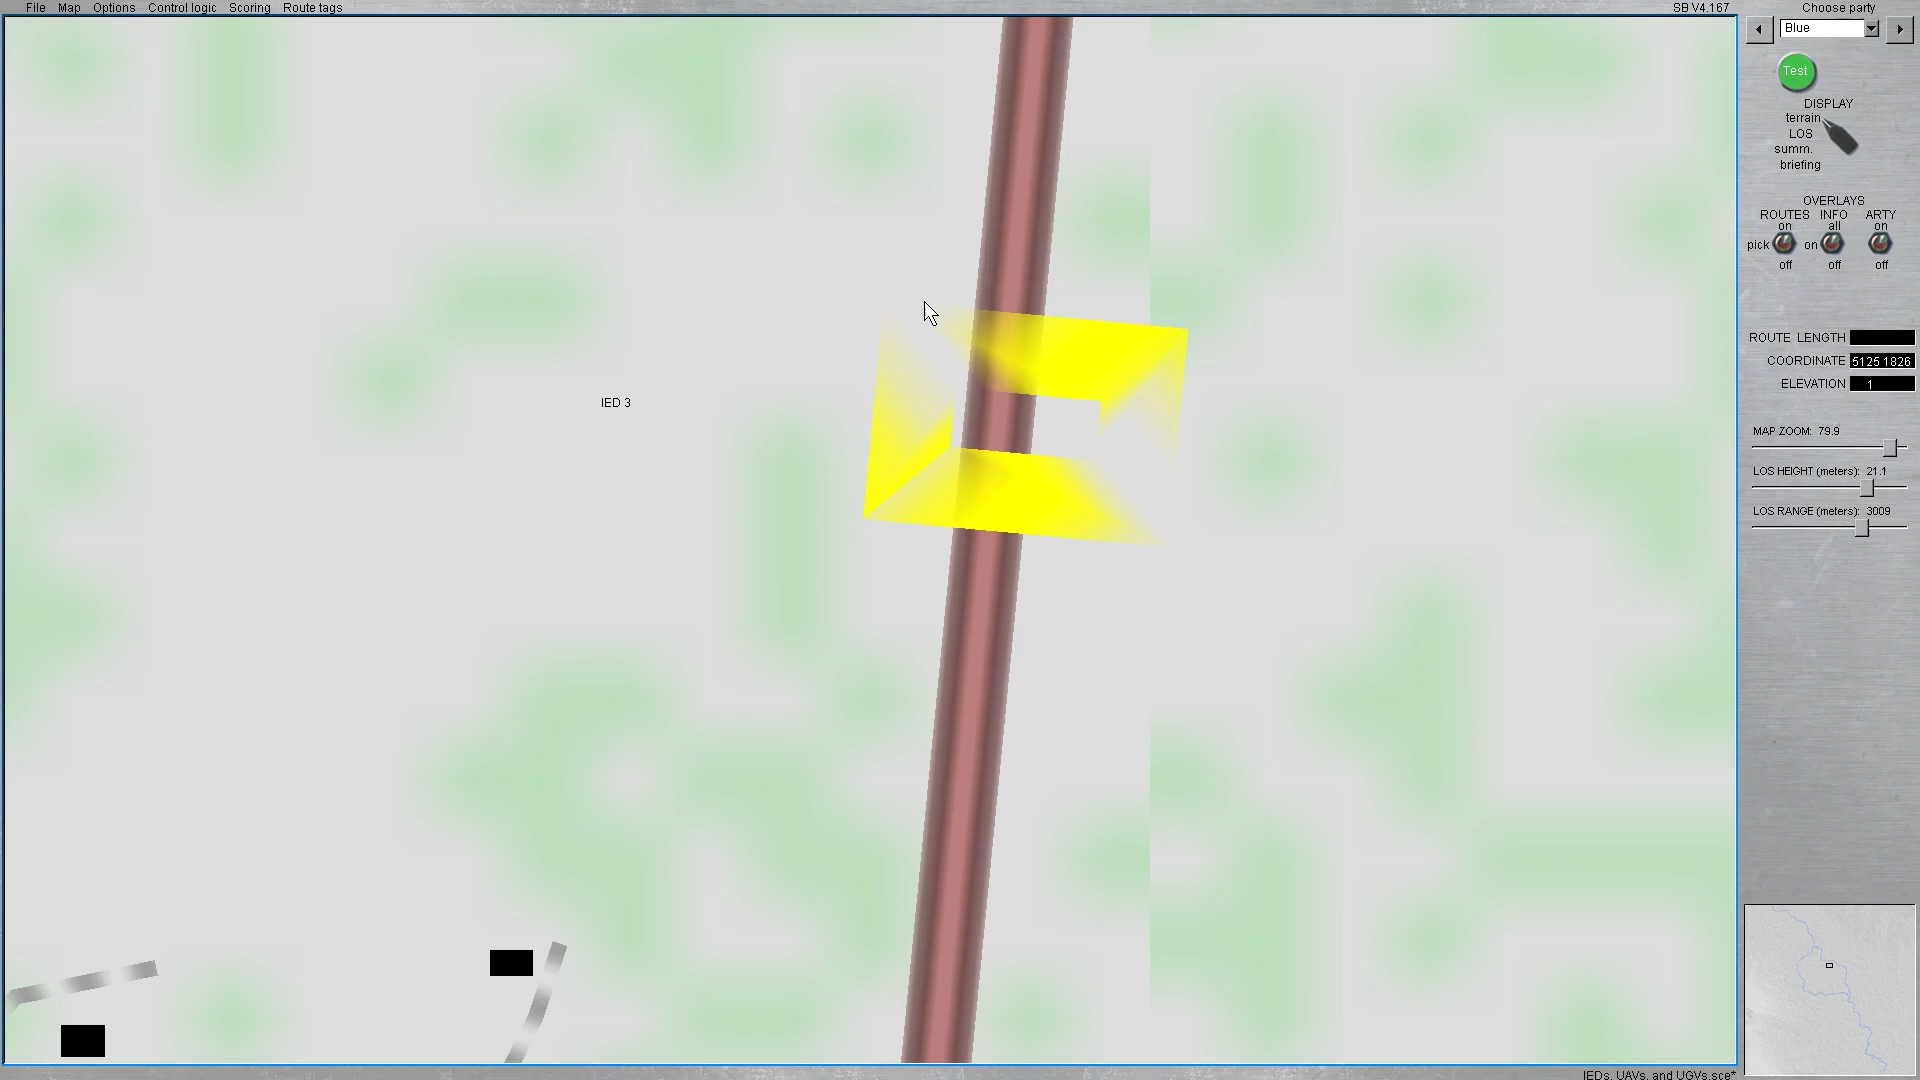 File Map Options Control logic Scoring Route tags SB V4.167
Choose party
Blue
Test
DISPLAY
terrain
LOS
summ.
briefing
OVERLAYS
ROUTES INFO ARTY
on all on
pick on
off off off
ROUTE LENGTH
COORDINATE 5125 1826
ELEVATION 1
IED 3
MAP ZOOM: 79.9
LOS HEIGHT (meters): 21.1
LOS RANGE (meters): 3009
IEDs, UAVs, and UGVs.sce*